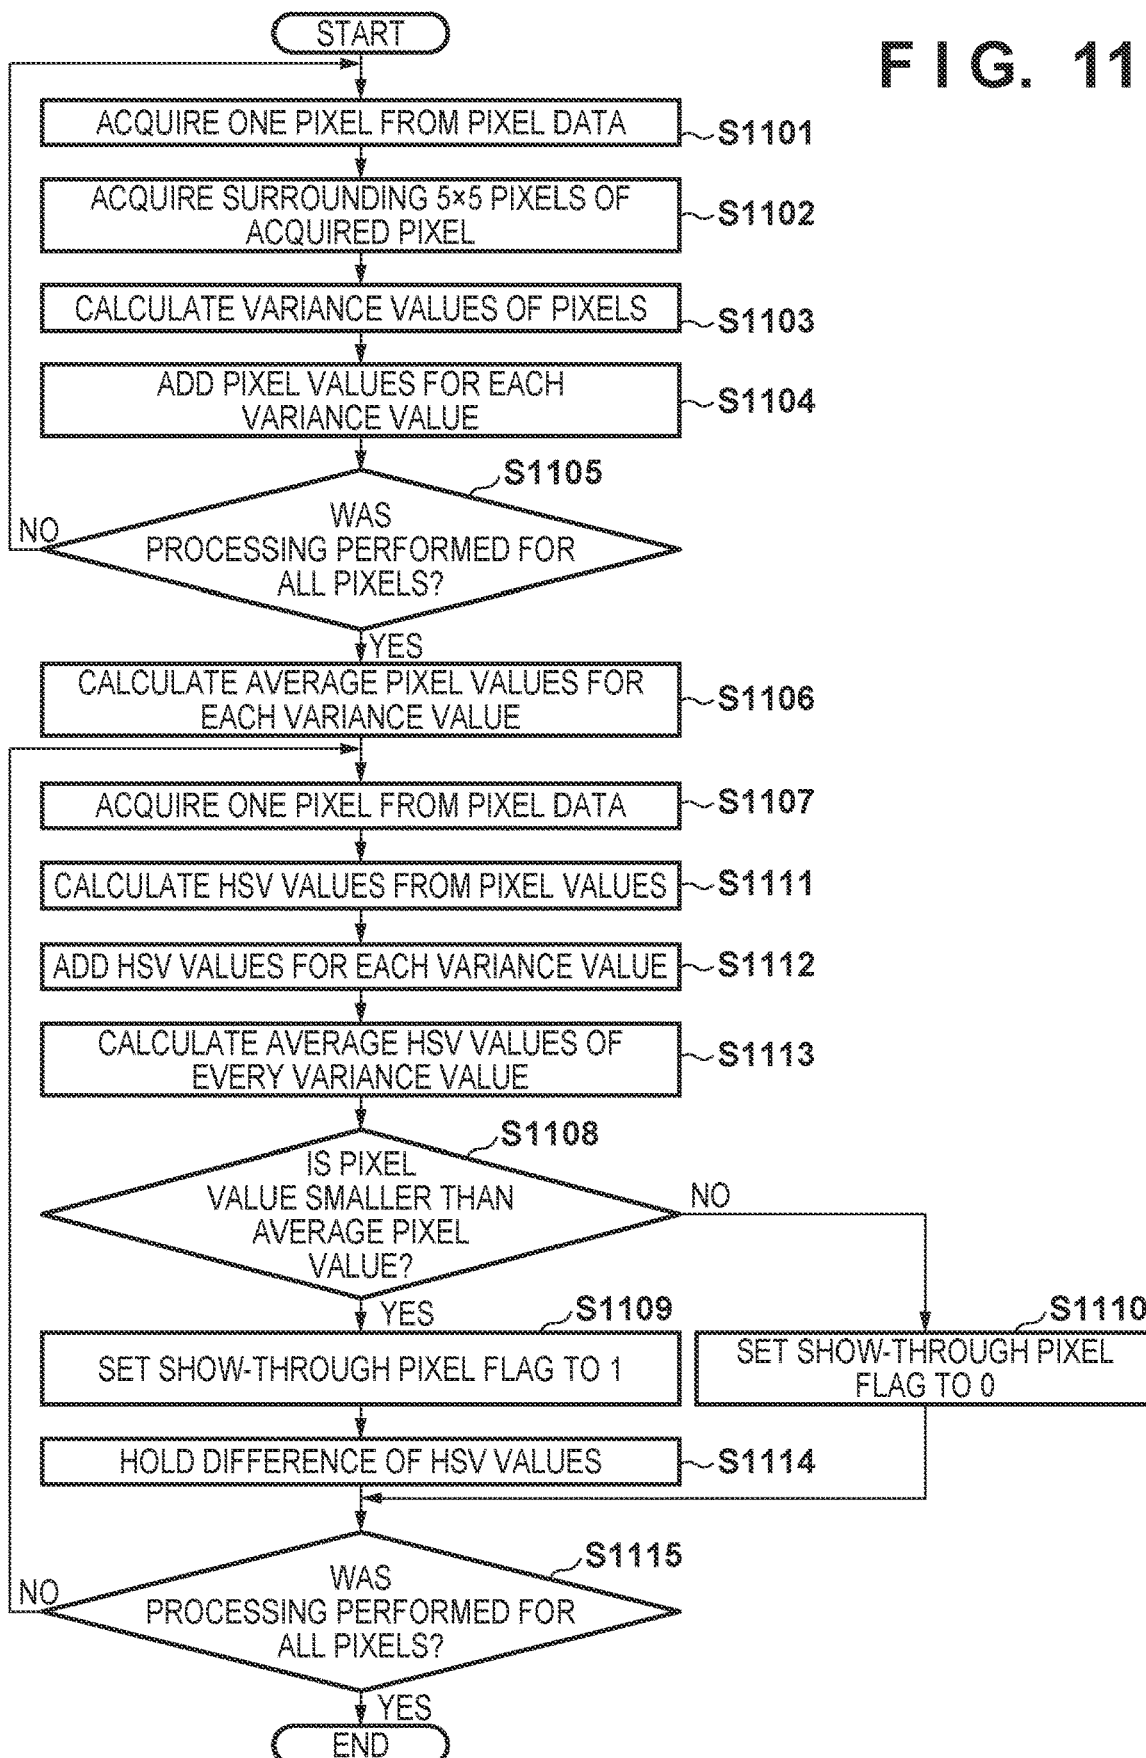 START
FIG. 11
ACQUIRE ONE PIXEL FROM PIXEL DATA
S1101
ACQUIRE SURROUNDING 5×5 PIXELS OF
ACQUIRED PIXEL
S1102
CALCULATE VARIANCE VALUES OF PIXELS
S1103
ADD PIXEL VALUES FOR EACH
VARIANCE VALUE
S1104
S1105
WAS
PROCESSING PERFORMED FOR
ALL PIXELS?
NO
YES
CALCULATE AVERAGE PIXEL VALUES FOR
EACH VARIANCE VALUE
S1106
ACQUIRE ONE PIXEL FROM PIXEL DATA
S1107
CALCULATE HSV VALUES FROM PIXEL VALUES
S1111
ADD HSV VALUES FOR EACH VARIANCE VALUE
S1112
CALCULATE AVERAGE HSV VALUES OF
EVERY VARIANCE VALUE
S1113
S1108
IS PIXEL
VALUE SMALLER THAN
AVERAGE PIXEL
VALUE?
NO
YES
S1109
SET SHOW-THROUGH PIXEL FLAG TO 1
S1110
SET SHOW-THROUGH PIXEL
FLAG TO 0
HOLD DIFFERENCE OF HSV VALUES
S1114
S1115
WAS
PROCESSING PERFORMED FOR
ALL PIXELS?
NO
YES
END